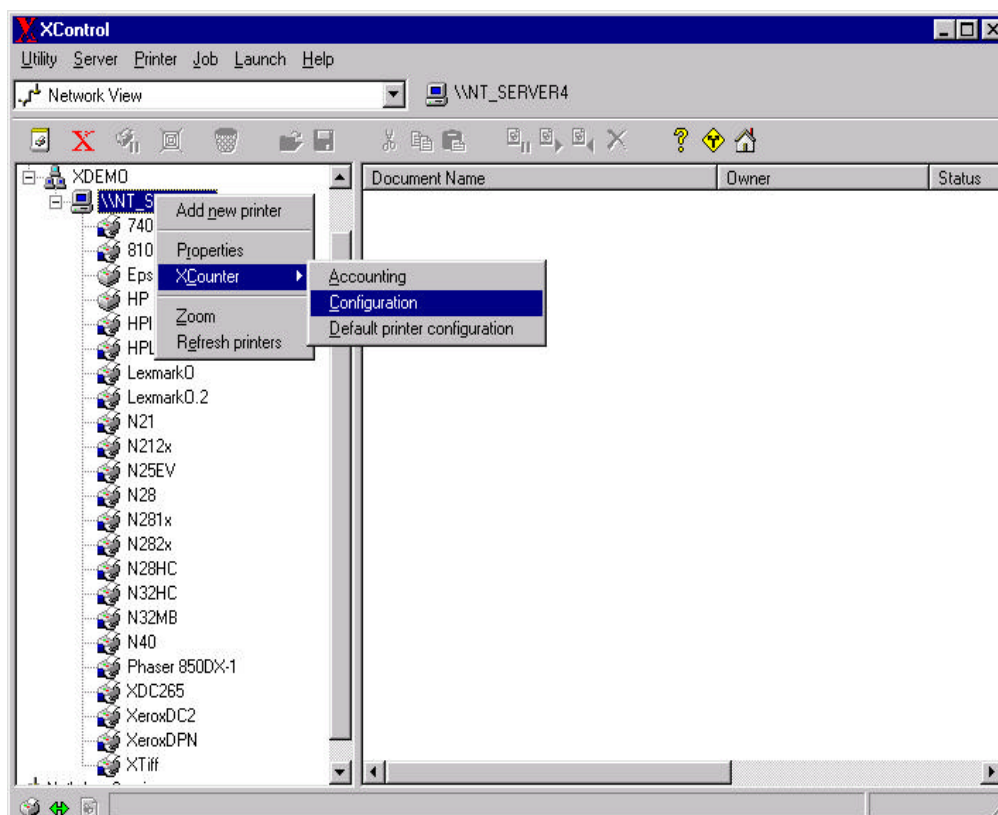 XControl
Utility Server Printer Job Launch Help
Network View
\\NT_SERVER4
XDEMO
Document Name Owner Status
\\NT_S
Add new printer
Properties
XCounter
Zoom
Refresh printers
Accounting
Configuration
Default printer configuration
740
810
Eps
HP
HPI
HPL
Lexmark0
Lexmark0.2
N21
N212x
N25EV
N28
N281x
N282x
N28HC
N32HC
N32MB
N40
Phaser 850DX-1
XDC265
XeroxDC2
XeroxDPN
XTiff